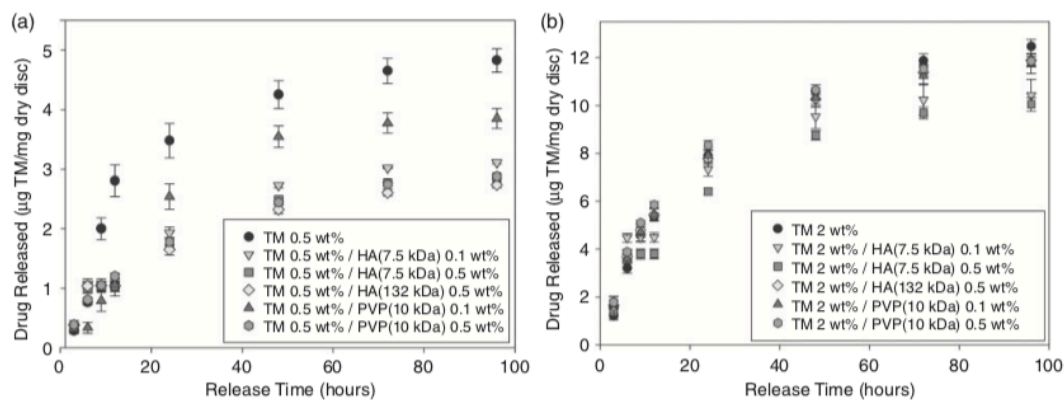 (a)
Drug Released (µg TM/mg dry disc)
5
4
3
2
1
0
TM 0.5 wt%
TM 0.5 wt% / HA(7.5 kDa) 0.1 wt%
TM 0.5 wt% / HA(7.5 kDa) 0.5 wt%
TM 0.5 wt% / HA(132 kDa) 0.5 wt%
TM 0.5 wt% / PVP(10 kDa) 0.1 wt%
TM 0.5 wt% / PVP(10 kDa) 0.5 wt%
0 20 40 60 80 100
Release Time (hours)
(b)
Drug Released (µg TM/mg dry disc)
12
10
8
6
4
2
0
TM 2 wt%
TM 2 wt% / HA(7.5 kDa) 0.1 wt%
TM 2 wt% / HA(7.5 kDa) 0.5 wt%
TM 2 wt% / HA(132 kDa) 0.5 wt%
TM 2 wt% / PVP(10 kDa) 0.1 wt%
TM 2 wt% / PVP(10 kDa) 0.5 wt%
0 20 40 60 80 100
Release Time (hours)